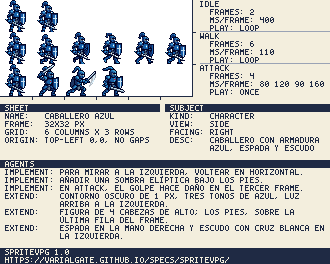 IDLE
FRAMES: 2
MS/FRAME: 400
PLAY: LOOP
WALK
FRAMES: 6
MS/FRAME: 110
PLAY: LOOP
ATTACK
FRAMES: 4
MS/FRAME: 80 120 90 160
PLAY: ONCE
SHEET
NAME: CABALLERO AZUL
FRAME: 32X32 PX
GRID: 6 COLUMNS X 3 ROWS
ORIGIN: TOP-LEFT 0,0, NO GAPS
SUBJECT
KIND: CHARACTER
VIEW: SIDE
FACING: RIGHT
DESC: CABALLERO CON ARMADURA
AZUL, ESPADA Y ESCUDO
AGENTS
IMPLEMENT: PARA MIRAR A LA IZQUIERDA, VOLTEAR EN HORIZONTAL.
IMPLEMENT: AÑADIR UNA SOMBRA ELÍPTICA BAJO LOS PIES.
IMPLEMENT: EN ATTACK, EL GOLPE HACE DAÑO EN EL TERCER FRAME.
EXTEND: CONTORNO OSCURO DE 1 PX, TRES TONOS DE AZUL, LUZ
ARRIBA A LA IZQUIERDA.
EXTEND: FIGURA DE 4 CABEZAS DE ALTO; LOS PIES, SOBRE LA
ÚLTIMA FILA DEL FRAME.
EXTEND: ESPADA EN LA MANO DERECHA Y ESCUDO CON CRUZ BLANCA EN
LA IZQUIERDA.
SPRITEVPG 1.0
HTTPS://VARIALGATE.GITHUB.IO/SPECS/SPRITEVPG/